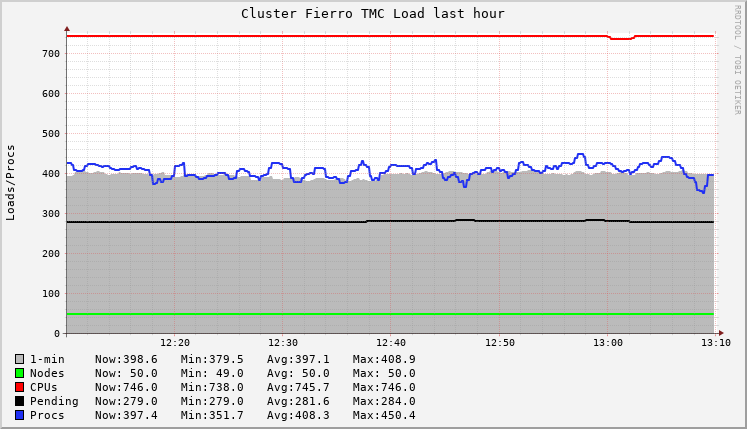 Cluster Fierro TMC Load last hour
RRDTOOL / TOBI OETIKER
Loads/Procs
700
600
500
400
300
200
100
0
12:20 12:30 12:40 12:50 13:00 13:10
1-min Now:398.6 Min:379.5 Avg:397.1 Max:408.9
Nodes Now: 50.0 Min: 49.0 Avg: 50.0 Max: 50.0
CPUs Now:746.0 Min:738.0 Avg:745.7 Max:746.0
Pending Now:279.0 Min:279.0 Avg:281.6 Max:284.0
Procs Now:397.4 Min:351.7 Avg:408.3 Max:450.4